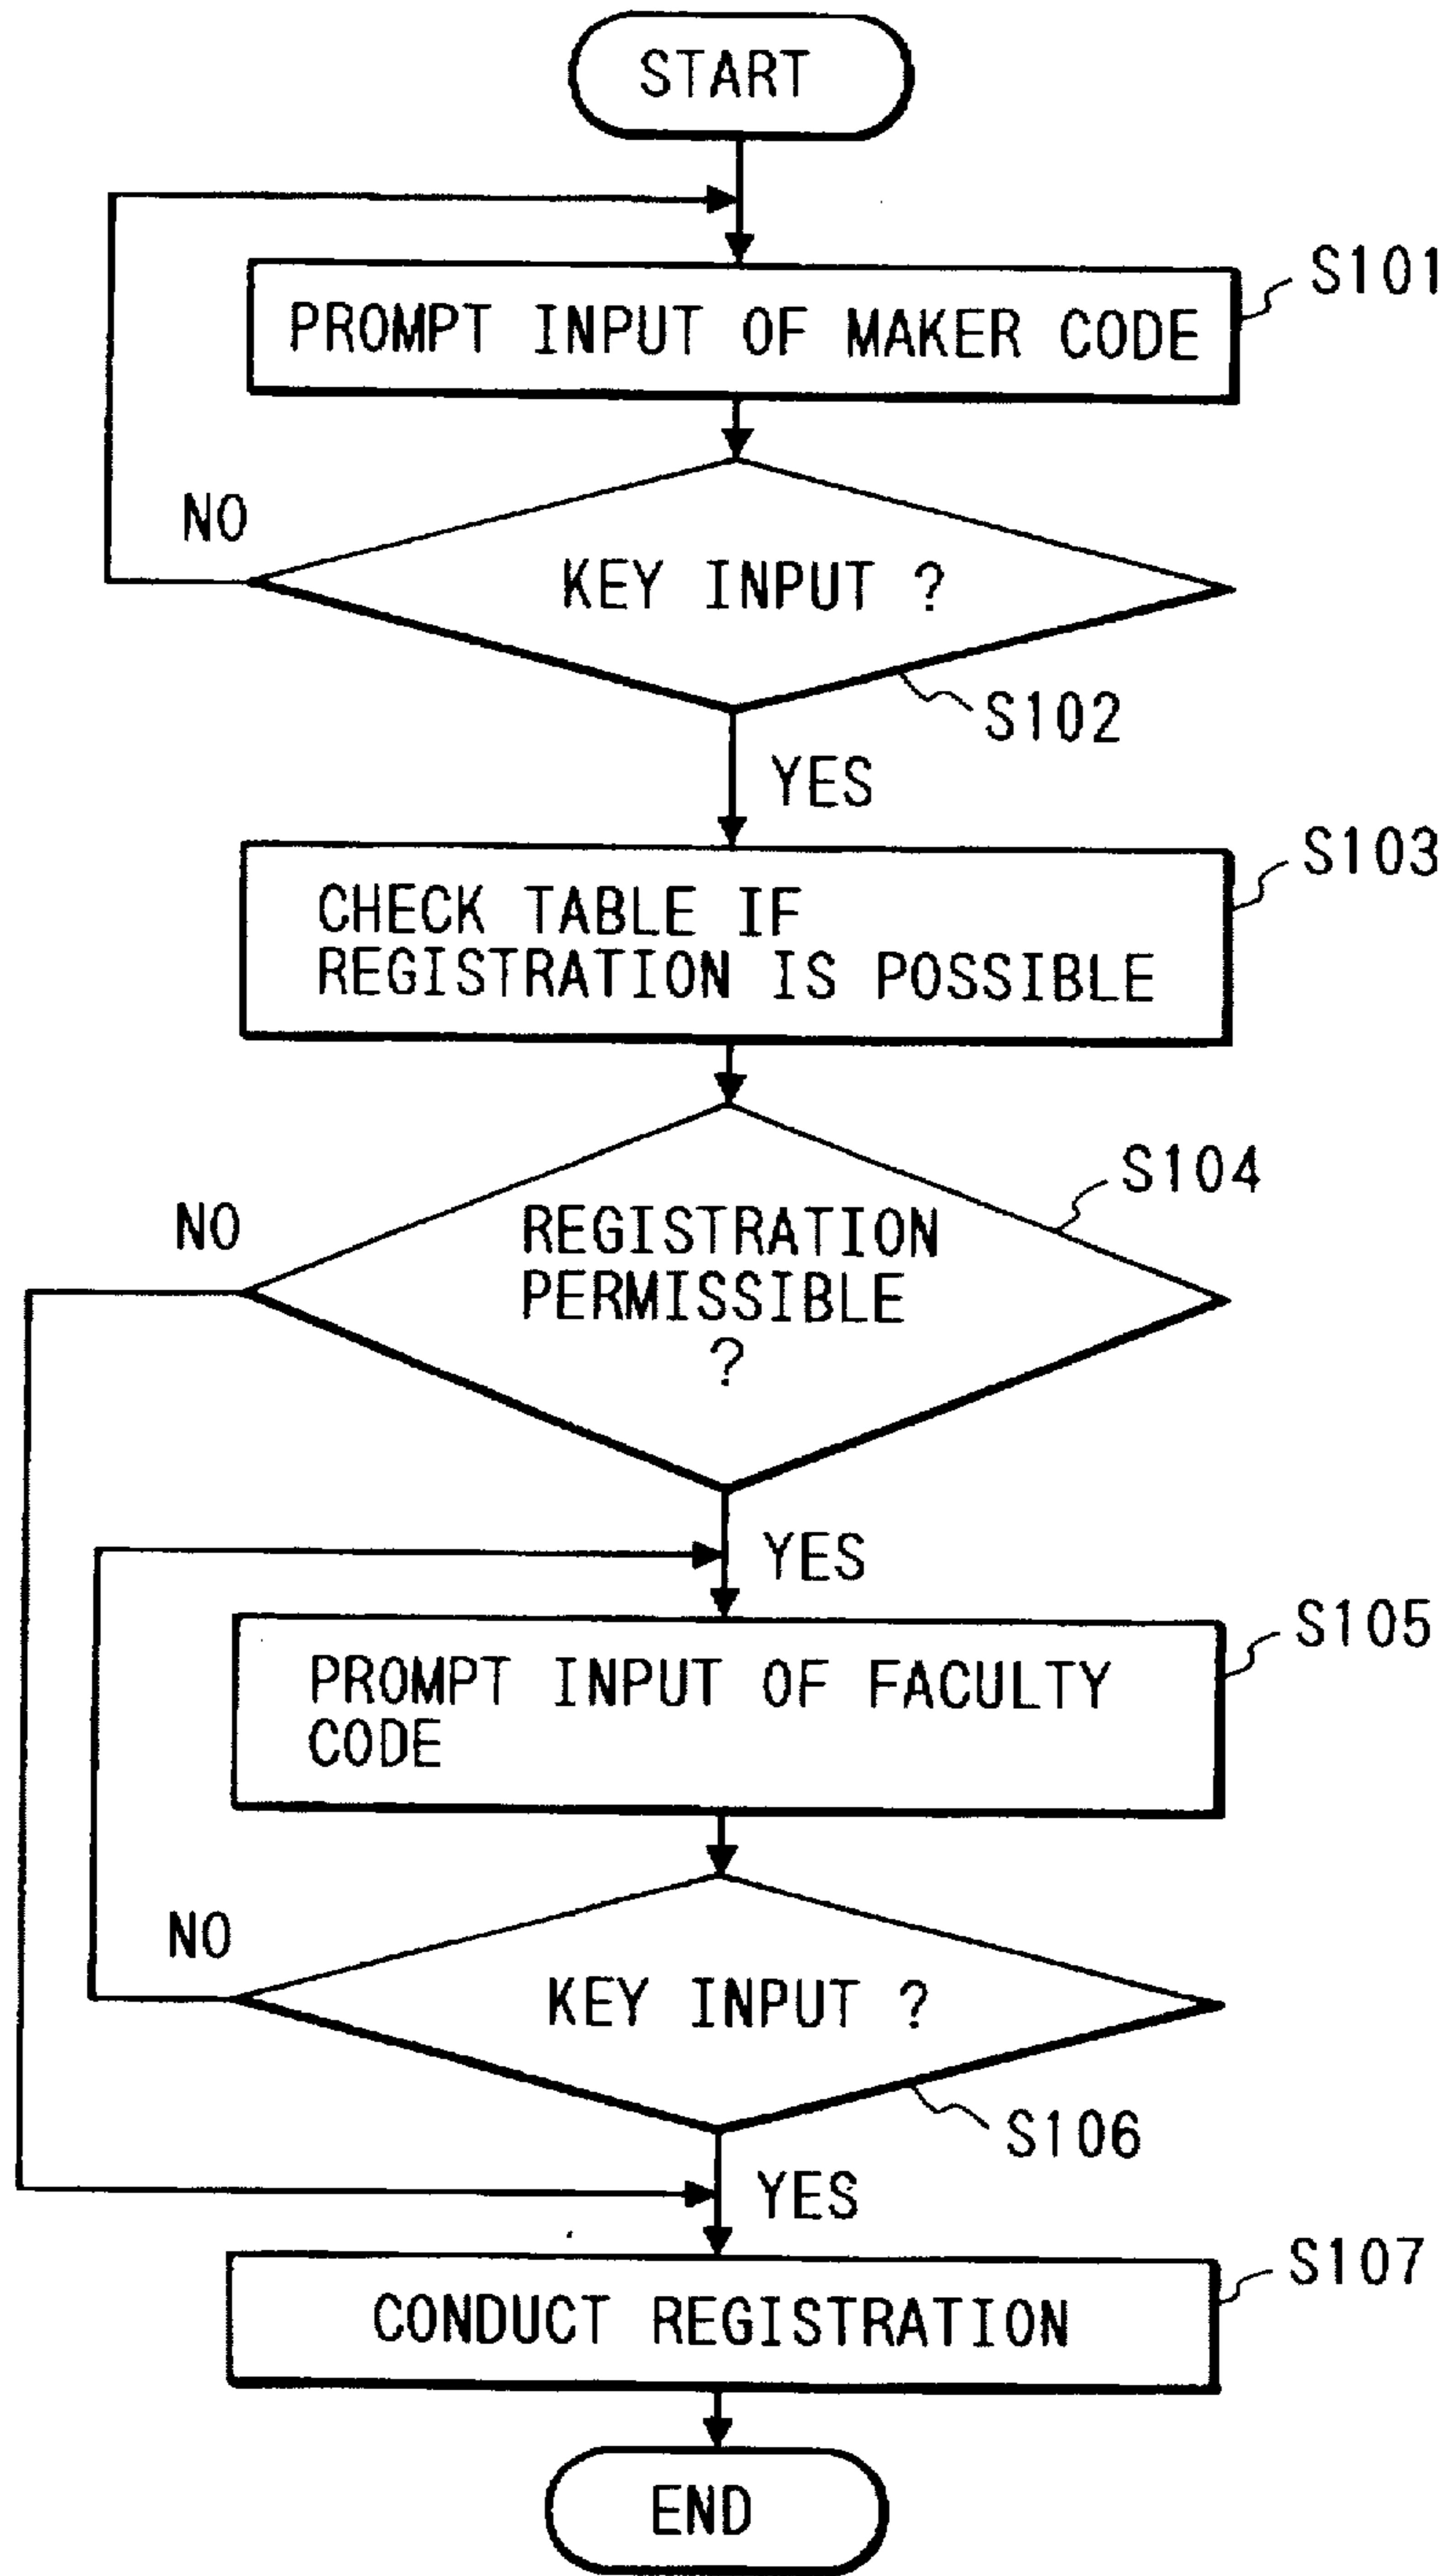 START
PROMPT INPUT OF MAKER CODE
S101
NO
KEY INPUT ?
S102
YES
S103
CHECK TABLE IF
REGISTRATION IS POSSIBLE
S104
NO
REGISTRATION
PERMISSIBLE
?
YES
S105
PROMPT INPUT OF FACULTY
CODE
NO
KEY INPUT ?
S106
YES
S107
CONDUCT REGISTRATION
END